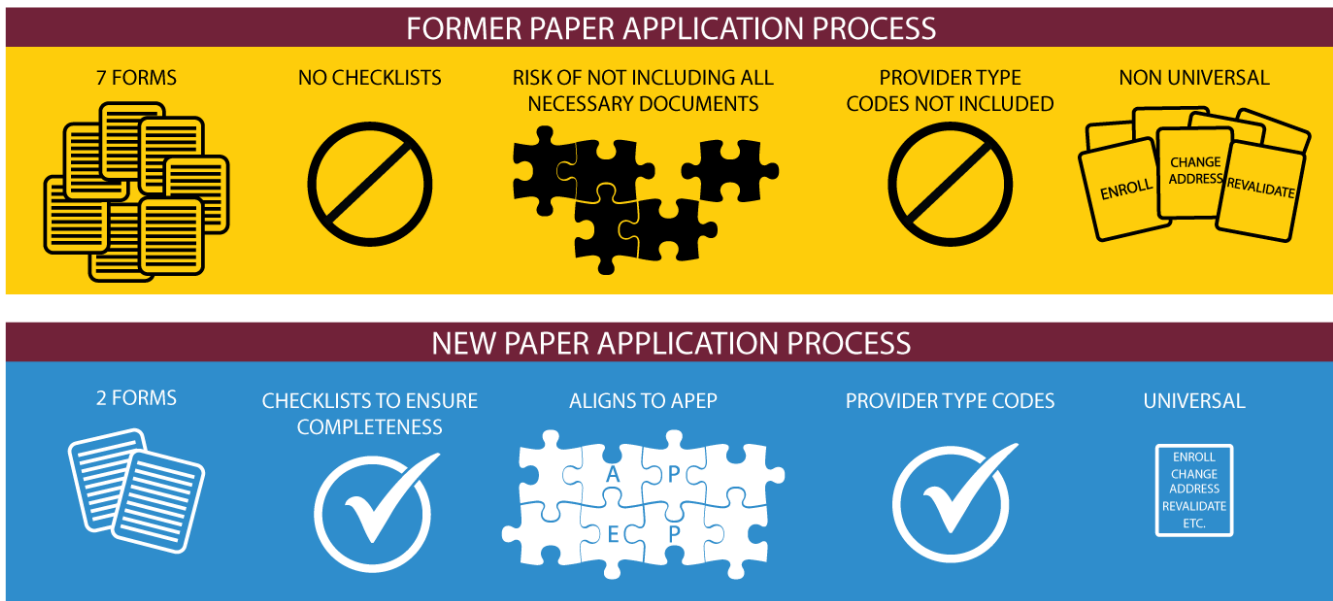 FORMER PAPER APPLICATION PROCESS
7 FORMS
NO CHECKLISTS
RISK OF NOT INCLUDING ALL
NECESSARY DOCUMENTS
PROVIDER TYPE
CODES NOT INCLUDED
NON UNIVERSAL
ENROLL
CHANGE
ADDRESS
REVALIDATE
NEW PAPER APPLICATION PROCESS
2 FORMS
CHECKLISTS TO ENSURE
COMPLETENESS
ALIGNS TO APEP
A P
E P
PROVIDER TYPE CODES
UNIVERSAL
ENROLL
CHANGE
ADDRESS
REVALIDATE
ETC.